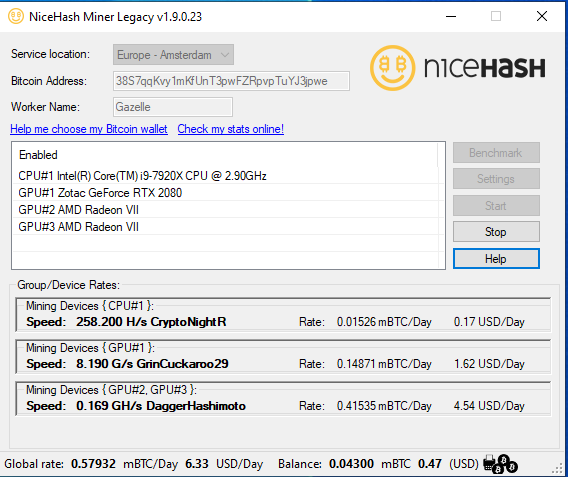 NiceHash Miner Legacy v1.9.0.23
Service location: Europe - Amsterdam
Bitcoin Address: 38S7qqKvy1mKfUnT3pwFZRpvpTuYJ3jpwe
Worker Name: Gazelle
NICEHASH
Help me choose my Bitcoin wallet Check my stats online!
Enabled
CPU#1 Intel(R) Core(TM) i9-7920X CPU @ 2.90GHz
GPU#1 Zotac GeForce RTX 2080
GPU#2 AMD Radeon VII
GPU#3 AMD Radeon VII
Benchmark
Settings
Start
Stop
Help
Group/Device Rates:
Mining Devices { CPU#1 }:
Speed: 258.200 H/s CryptoNightR Rate: 0.01526 mBTC/Day 0.17 USD/Day
Mining Devices { GPU#1 }:
Speed: 8.190 G/s GrinCuckaroo29 0.14871 mBTC/Day 1.62 USD/Day
Mining Devices { GPU#2, GPU#3 }:
Speed: 0.169 GH/s DaggerHashimoto Rate: 0.41535 mBTC/Day 4.54 USD/Day
Global rate: 0.57932 mBTC/Day 6.33 USD/Day Balance: 0.04300 mBTC 0.47 (USD)